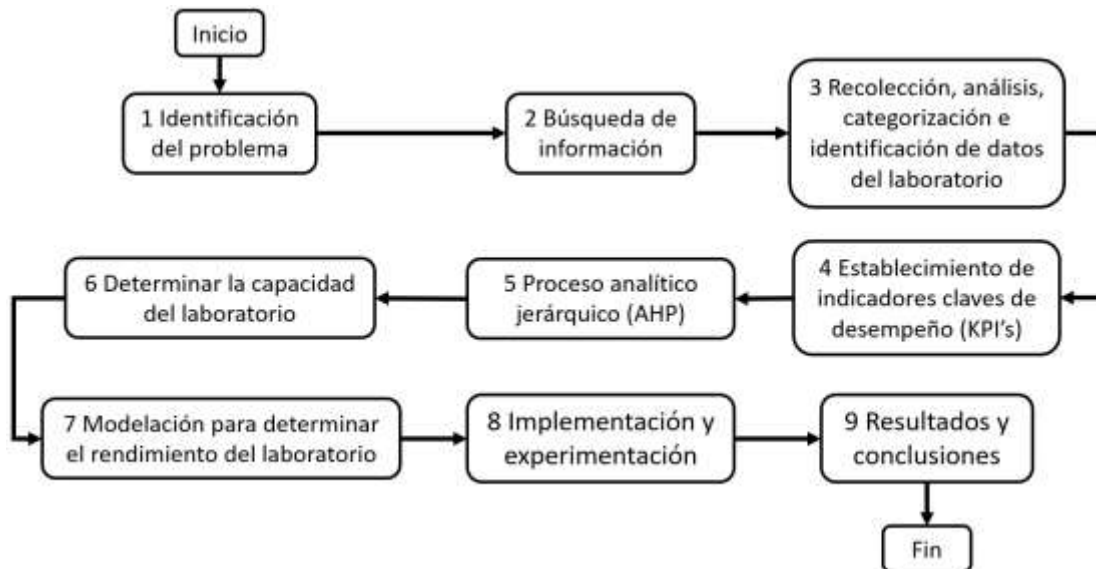 Inicio
1 Identificación
del problema
2 Búsqueda de
información
3 Recolección, análisis,
categorización e
identificación de datos
del laboratorio
4 Establecimiento de
indicadores claves de
desempeño (KPI’s)
5 Proceso analítico
jerárquico (AHP)
6 Determinar la capacidad
del laboratorio
7 Modelación para determinar
el rendimiento del laboratorio
8 Implementación y
experimentación
9 Resultados y
conclusiones
Fin